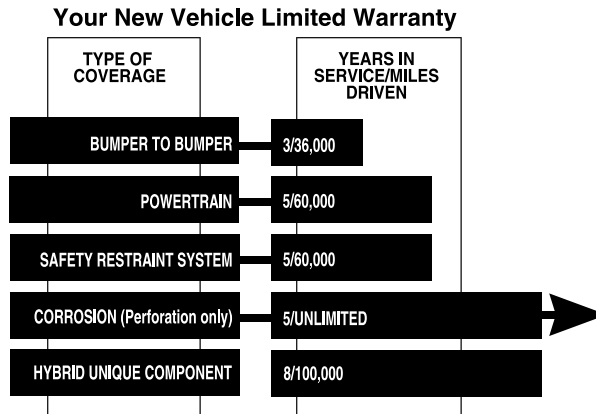 Your New Vehicle Limited Warranty
TYPE OF
COVERAGE
YEARS IN
SERVICE/MILES
DRIVEN
BUMPER TO BUMPER
3/36,000
POWERTRAIN
5/60,000
SAFETY RESTRAINT SYSTEM
5/60,000
CORROSION (Perforation only)
5/UNLIMITED
HYBRID UNIQUE COMPONENT
8/100,000